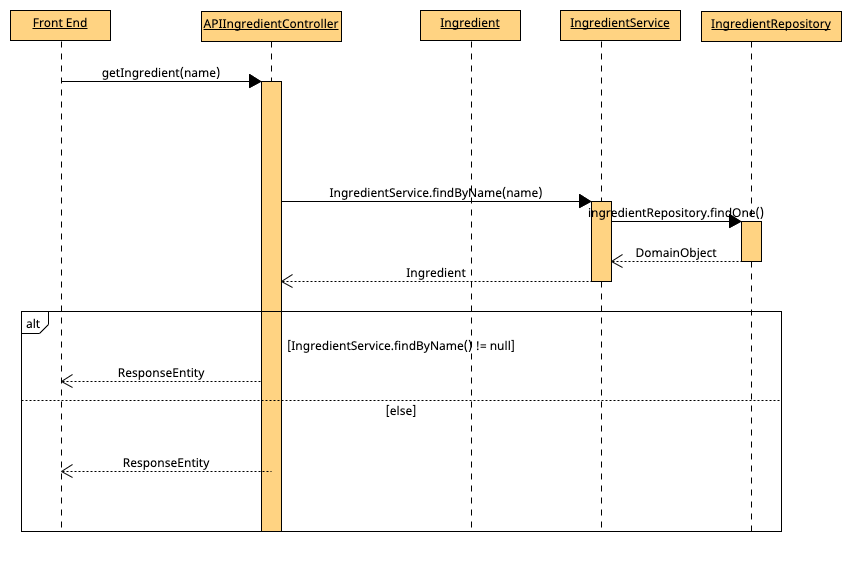 Front End
APIIngredientController
Ingredient
IngredientService
IngredientRepository
getIngredient(name)
IngredientService.findByName(name)
ingredientRepository.findOne()
DomainObject
Ingredient
alt
[IngredientService.findByName() != null]
ResponseEntity
[else]
ResponseEntity